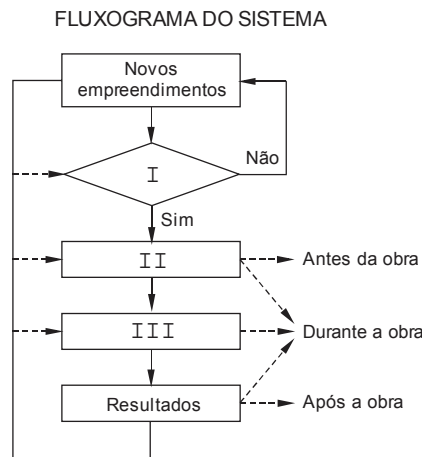 FLUXOGRAMA DO SISTEMA
Novos
empreendimentos
Não
I
Sim
II
Antes da obra
III
Durante a obra
Resultados
Após a obra